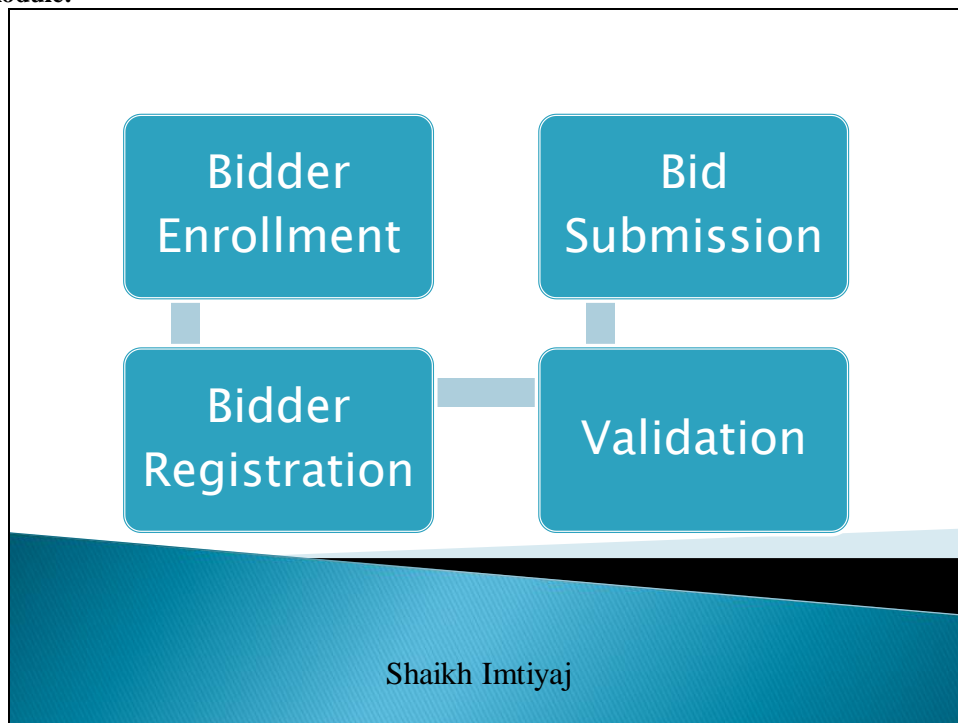 Bidder
Enrollment
Bidder
Registration
Validation
Bid
Submission
Shaikh Imtiyaj